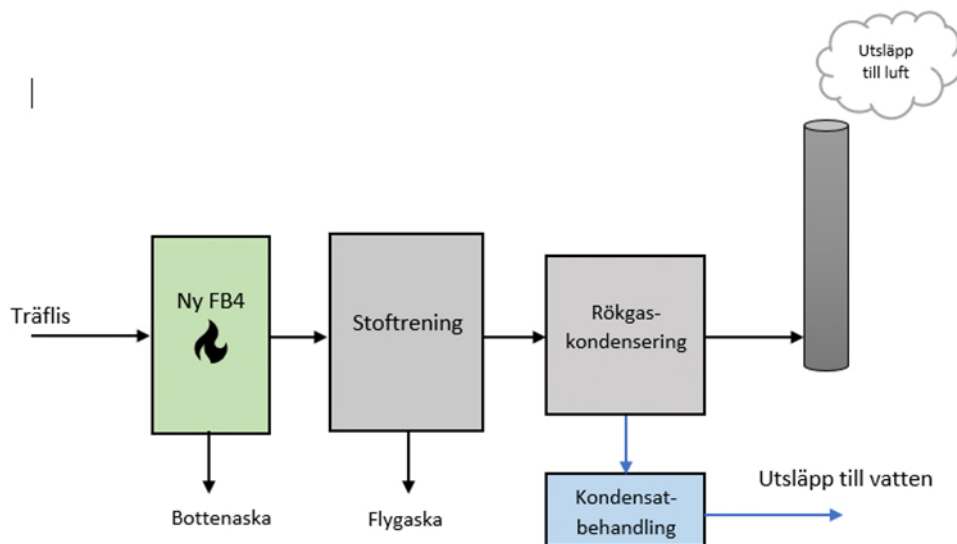 Utsläpp
till luft
Träflis
Ny FB4
Stoftrening
Rökgas-
kondensering
Bottenaska
Flygaska
Kondensat-
behandling
Utsläpp till vatten